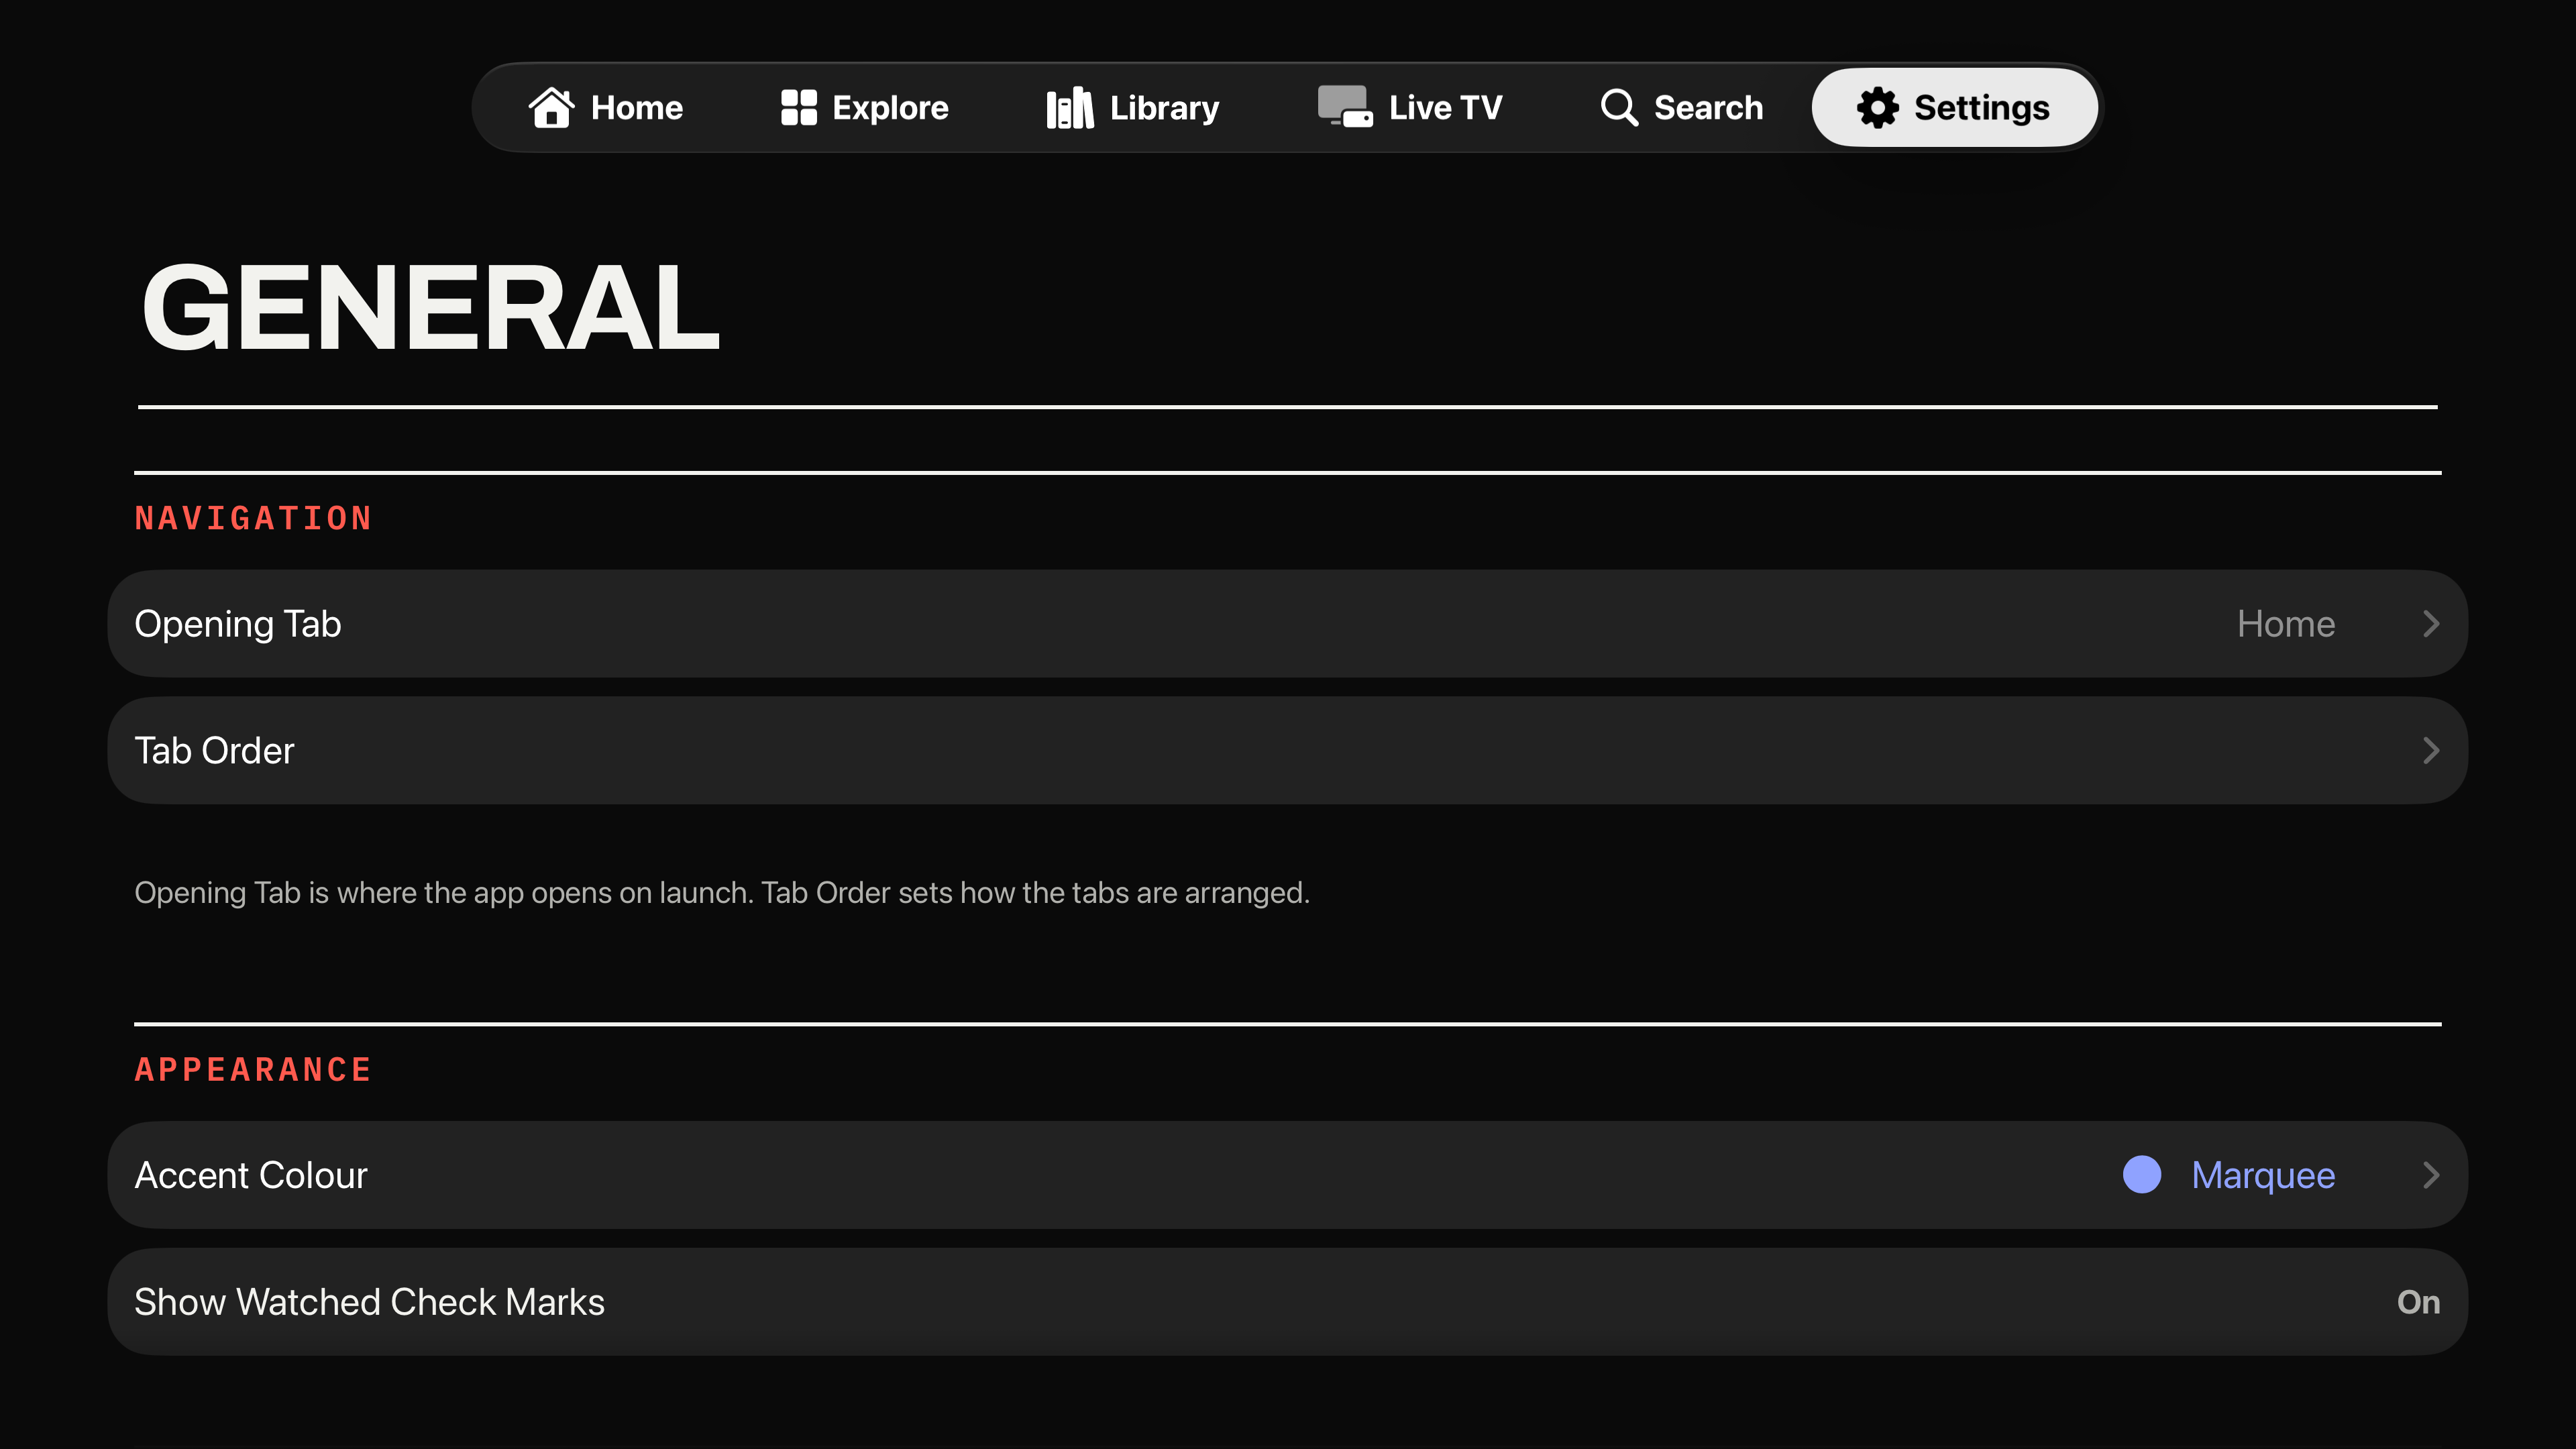 Home Explore Library Live TV Search Settings
GENERAL
NAVIGATION
Opening Tab Home
Tab Order
Opening Tab is where the app opens on launch. Tab Order sets how the tabs are arranged.
APPEARANCE
Accent Colour Marquee
Show Watched Check Marks On